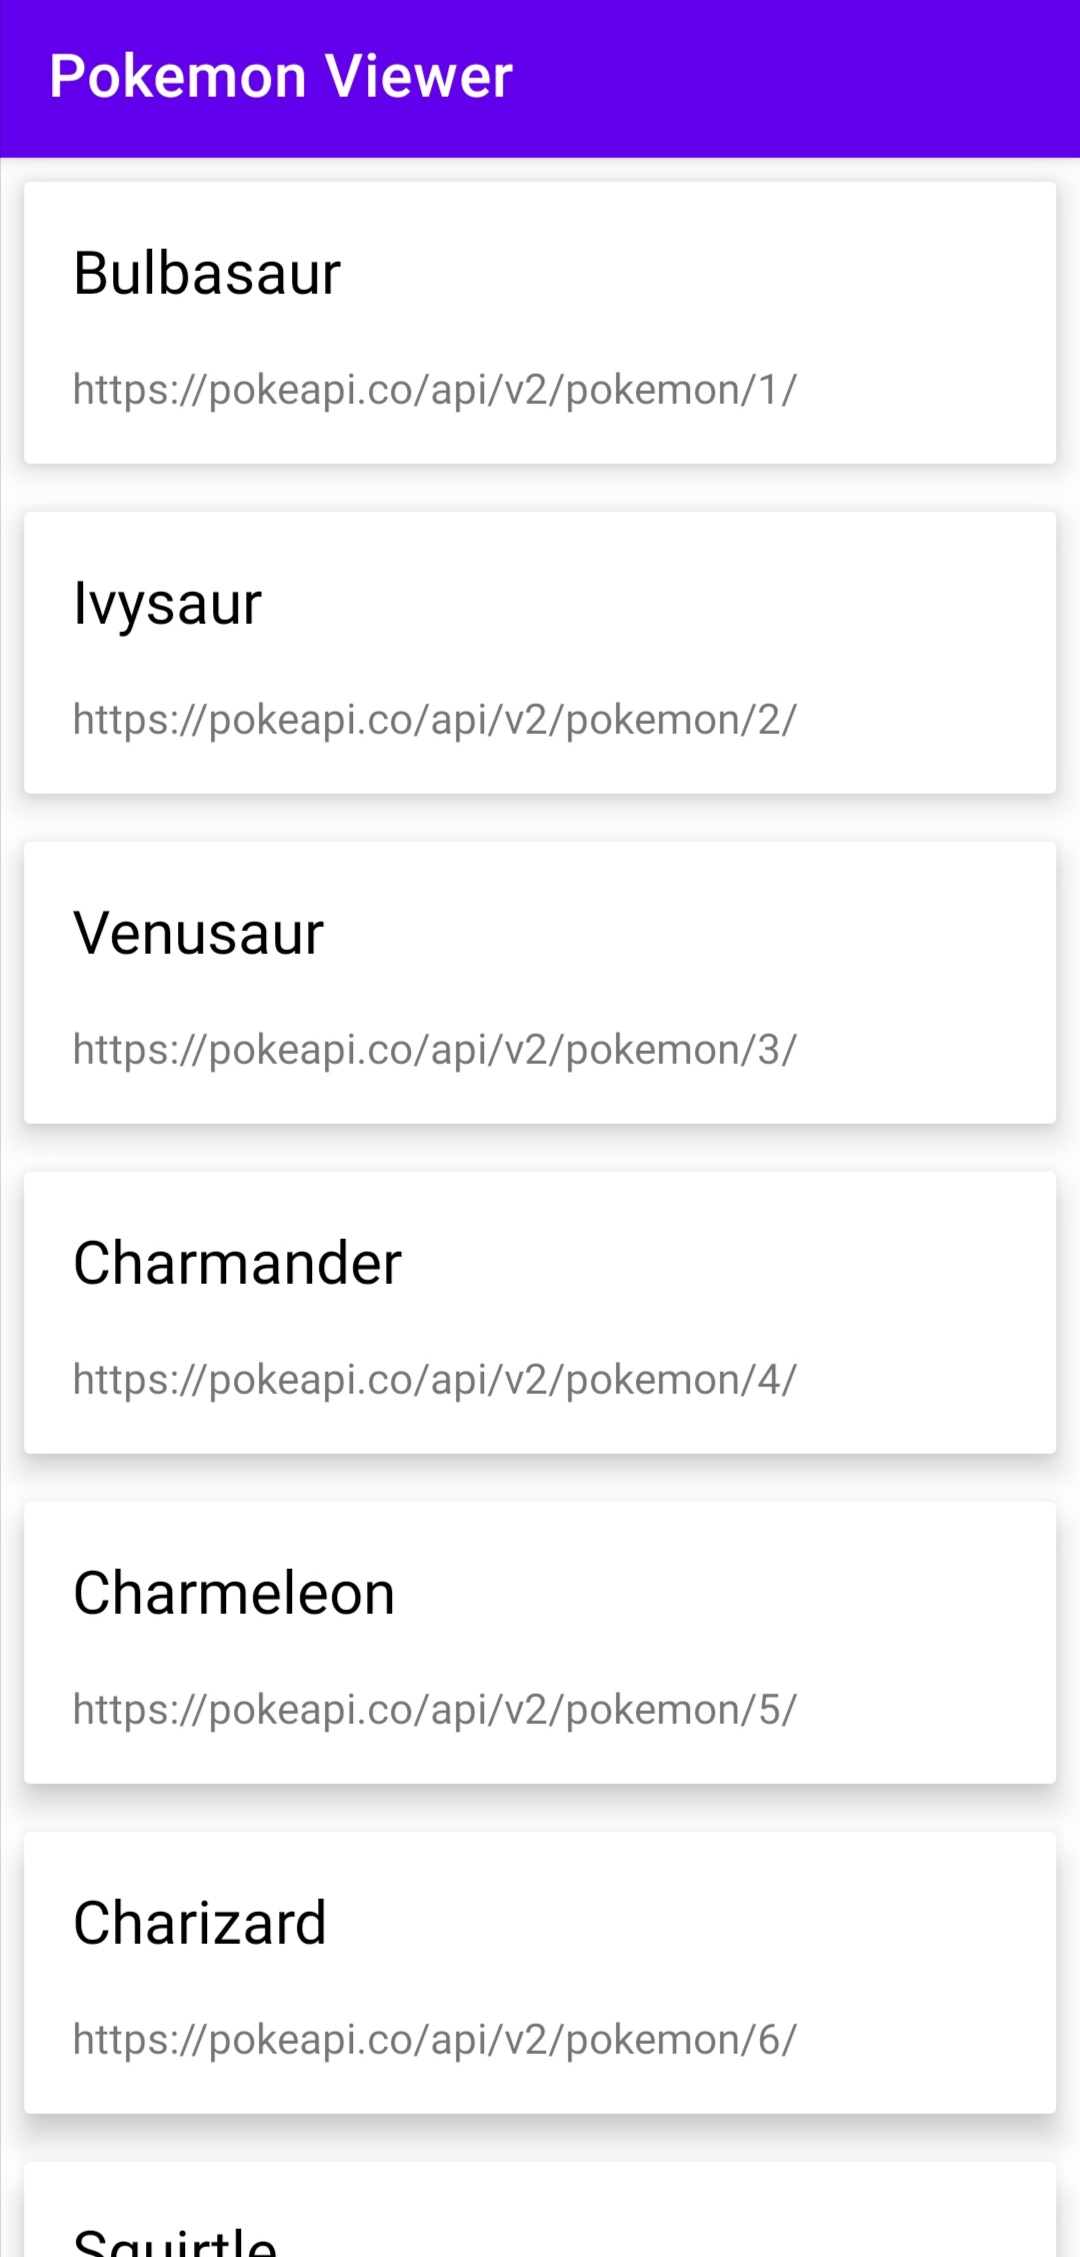 Pokemon Viewer
Bulbasaur
https://pokeapi.co/api/v2/pokemon/1/
Ivysaur
https://pokeapi.co/api/v2/pokemon/2/
Venusaur
https://pokeapi.co/api/v2/pokemon/3/
Charmander
https://pokeapi.co/api/v2/pokemon/4/
Charmeleon
https://pokeapi.co/api/v2/pokemon/5/
Charizard
https://pokeapi.co/api/v2/pokemon/6/
Squirtle